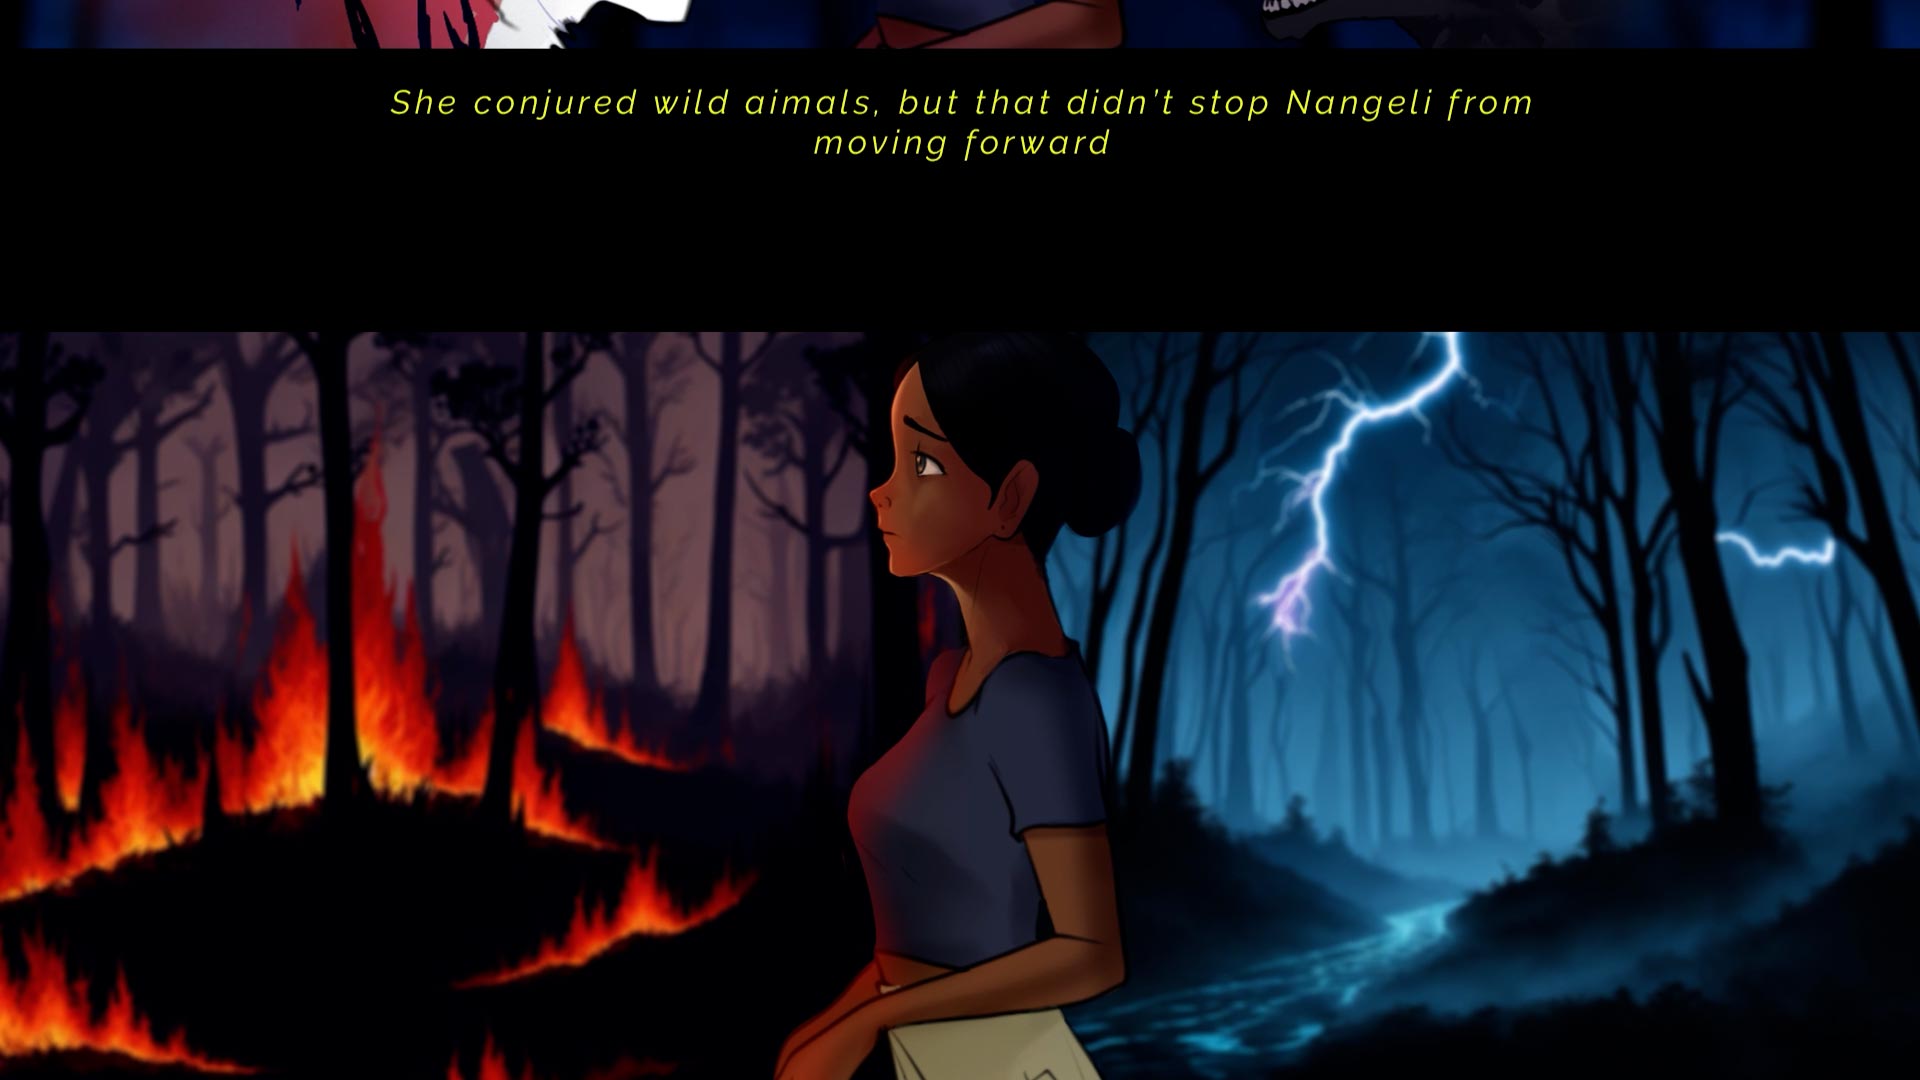 She conjured wild aimals, but that didn’t stop Nangeli from
moving forward